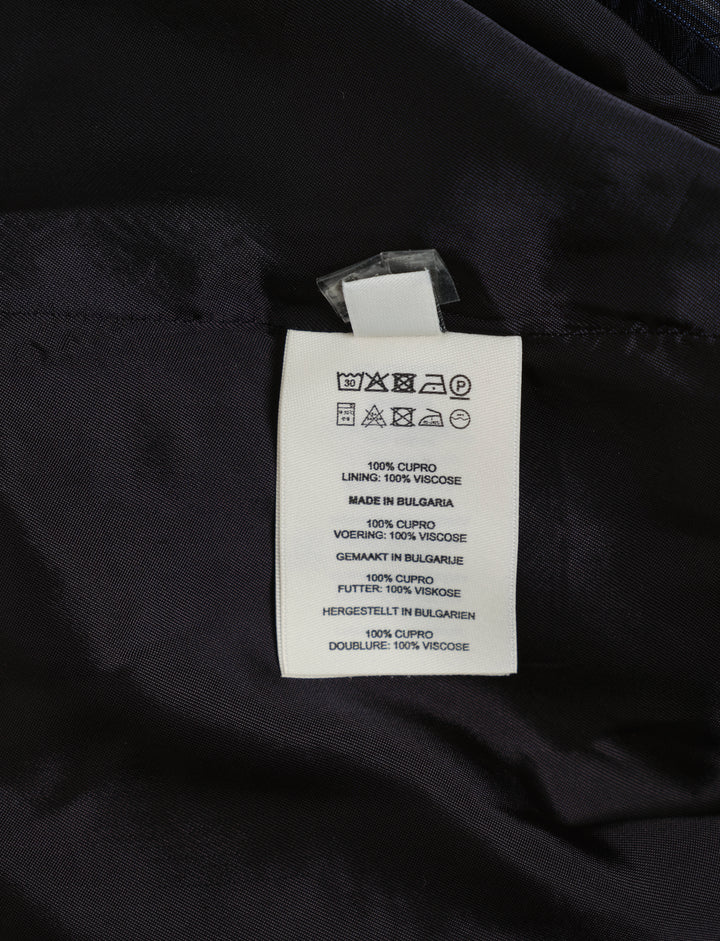 30 P
100% CUPRO
LINING: 100% VISCOSE
MADE IN BULGARIA
100% CUPRO
VOERING: 100% VISCOSE
GEMAAKT IN BULGARIJE
100% CUPRO
FUTTER: 100% VISKOSE
HERGESTELLT IN BULGARIEN
100% CUPRO
DOUBLURE: 100% VISCOSE